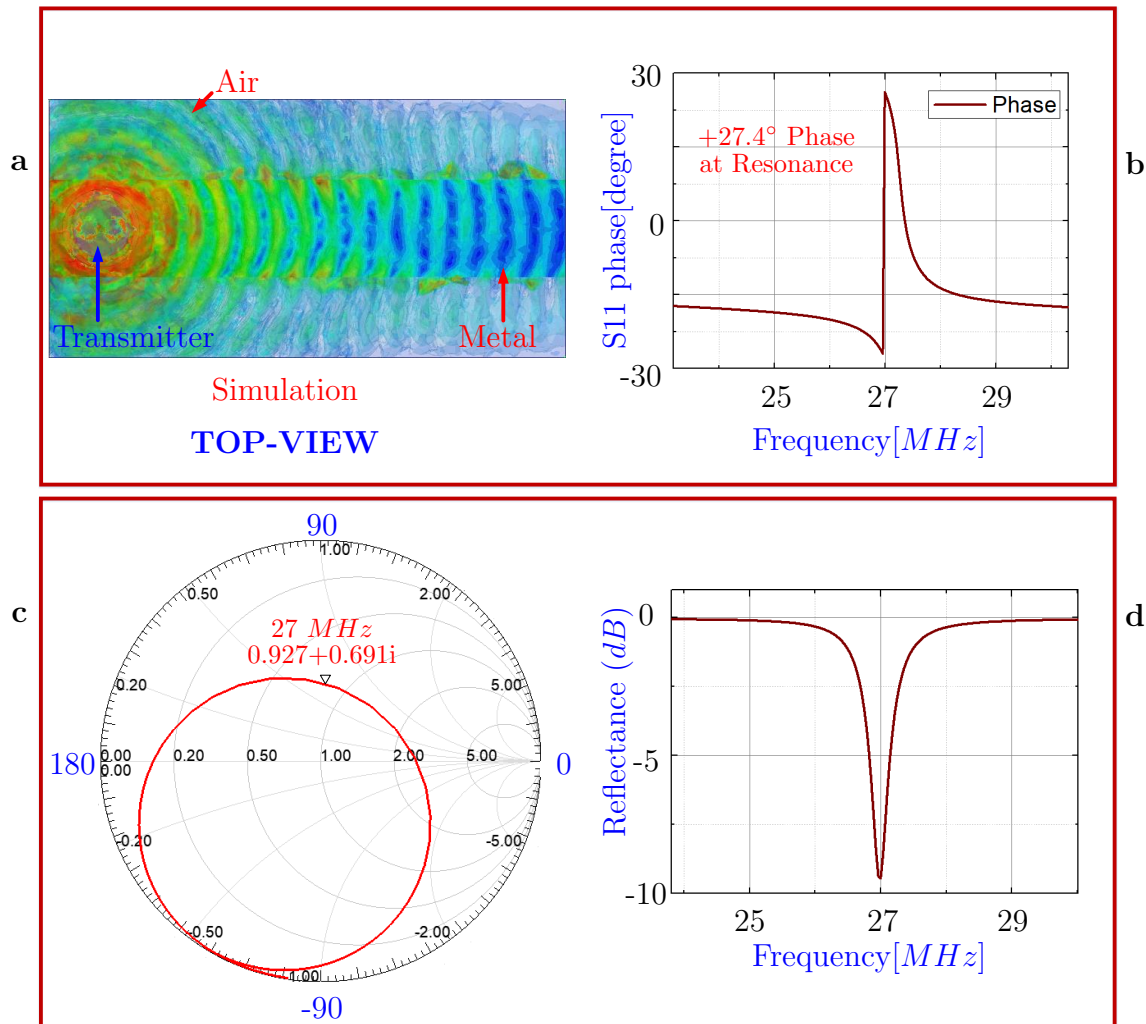 a
Air
Transmitter
Metal
Simulation
TOP-VIEW
b
S11 phase[degree]
30
0
-30
Phase
+27.4° Phase
at Resonance
25 27 29
Frequency[MHz]
c
90
1.00
0.50 2.00
27 MHz
0.927+0.691i
0.20 5.00
180 0.00 0.20 0.50 1.00 2.00 5.00 0
0.00
-0.20 -5.00
-0.50 -2.00
-1.00
-90
d
Reflectance (dB)
0
-5
-10
25 27 29
Frequency[MHz]